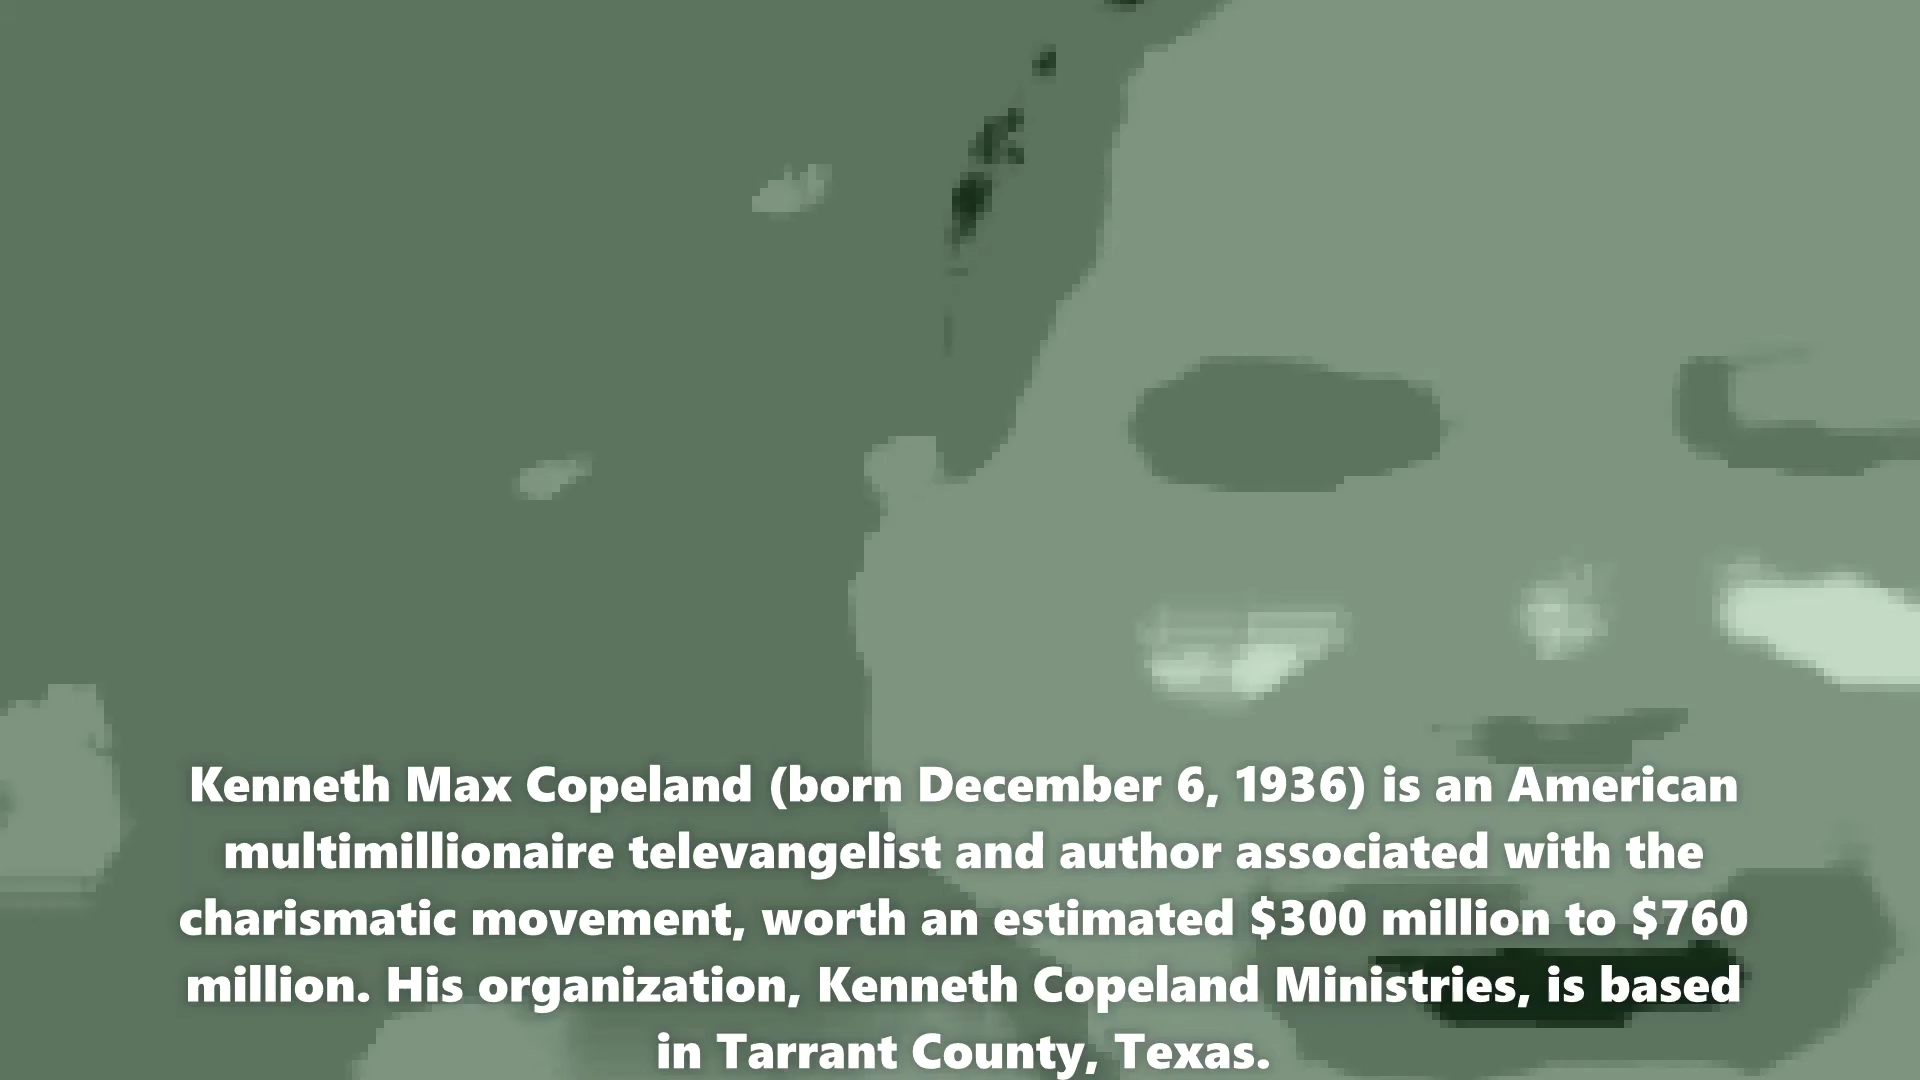 Kenneth Max Copeland (born December 6, 1936) is an American
multimillionaire televangelist and author associated with the
charismatic movement, worth an estimated $300 million to $760
million. His organization, Kenneth Copeland Ministries, is based
in Tarrant County, Texas.